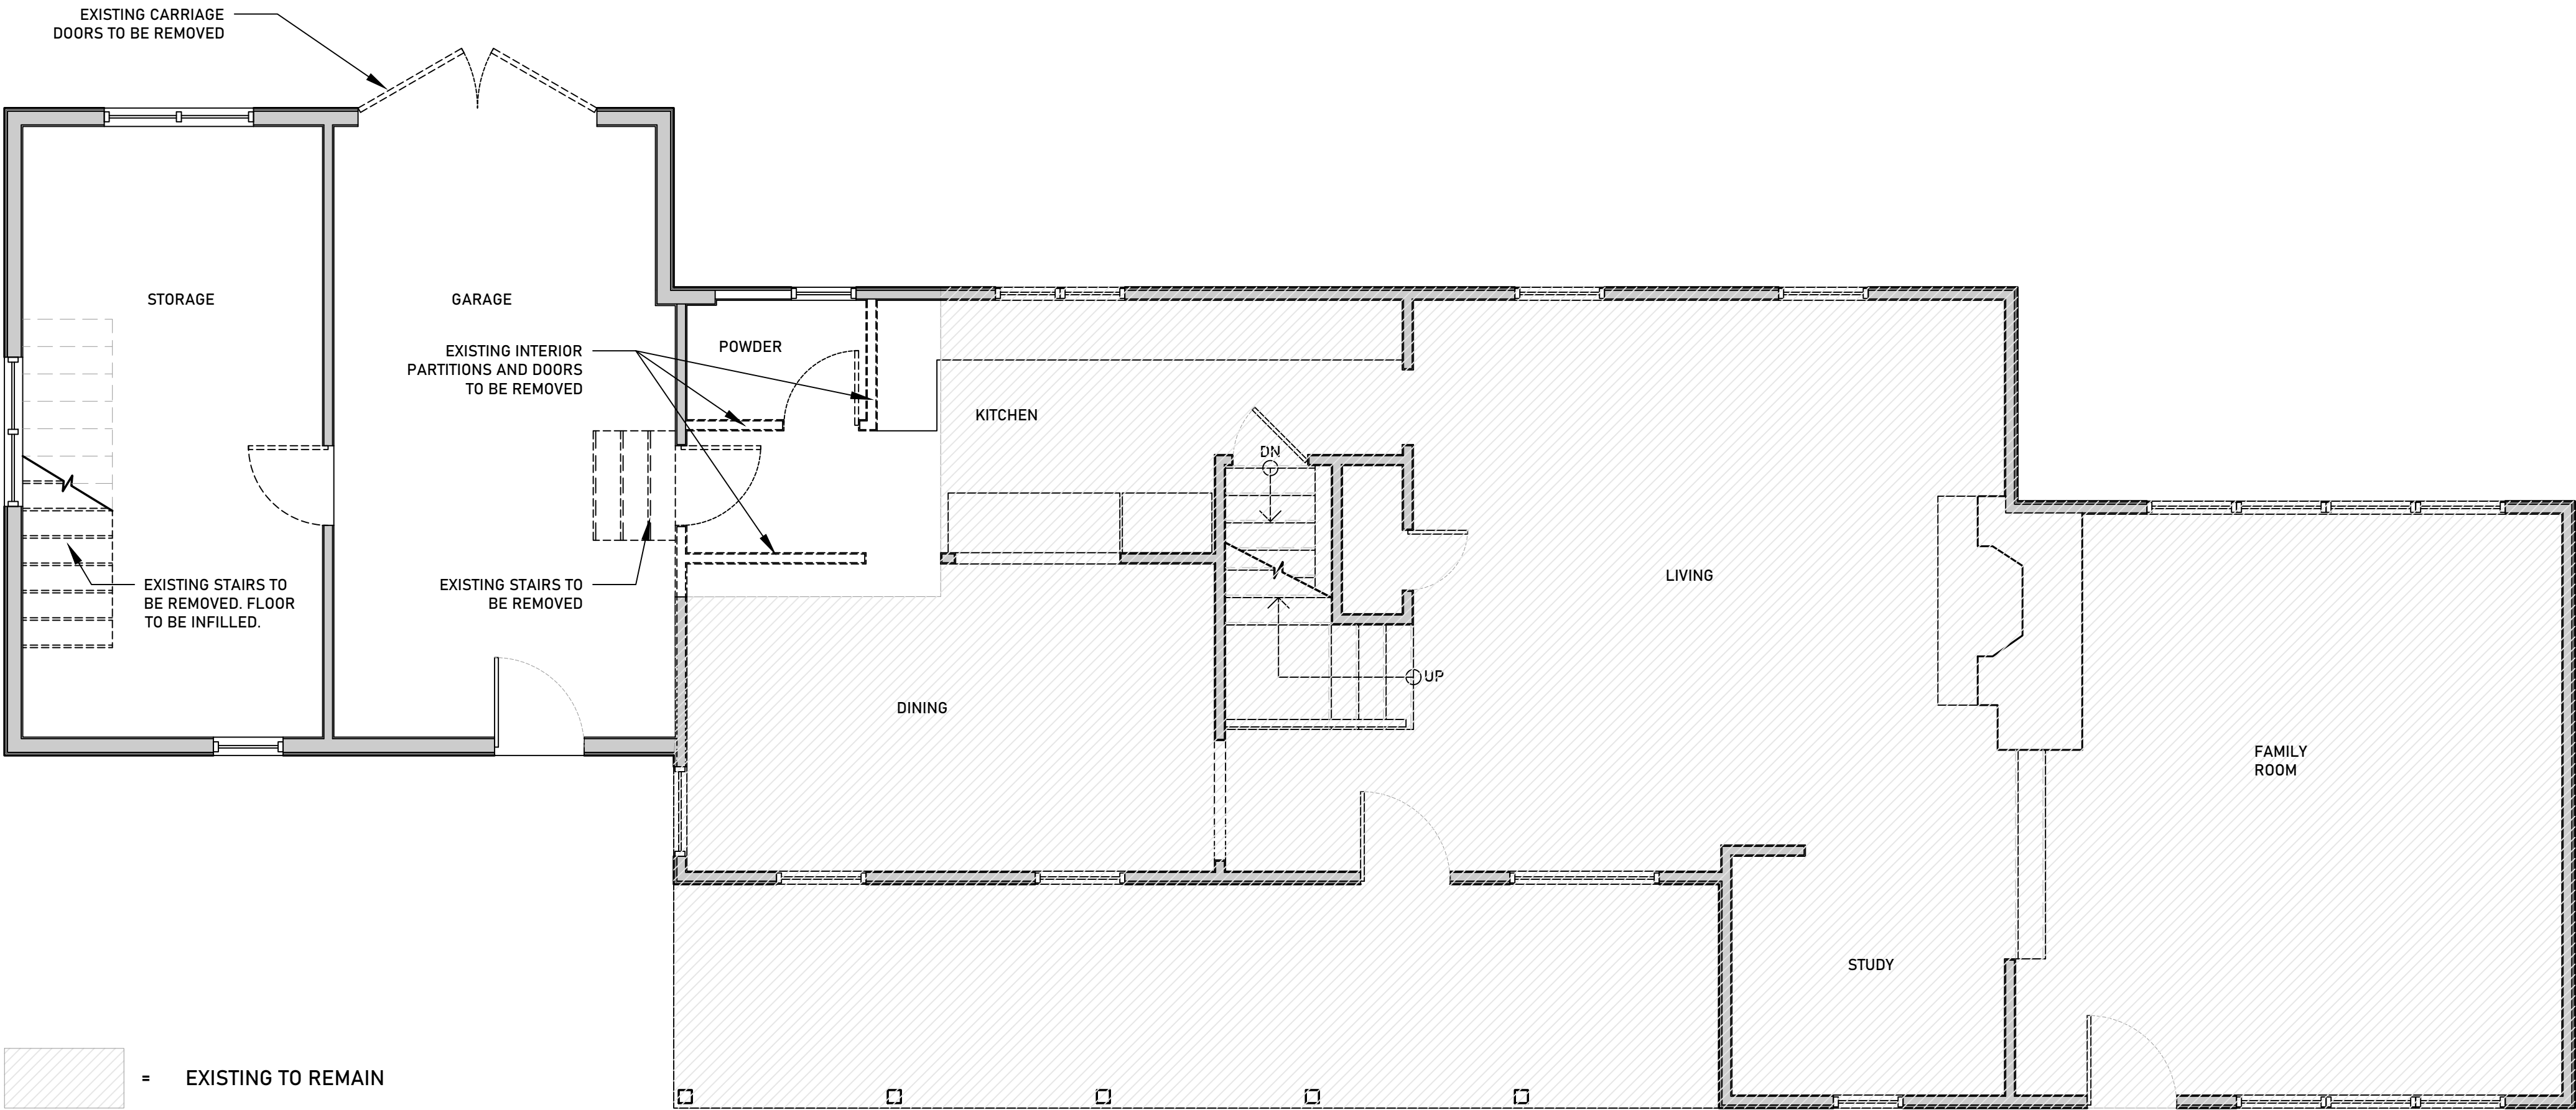 EXISTING CARRIAGE
DOORS TO BE REMOVED
STORAGE
GARAGE
EXISTING INTERIOR
PARTITIONS AND DOORS
TO BE REMOVED
POWDER
KITCHEN
DN
EXISTING STAIRS TO
BE REMOVED. FLOOR
TO BE INFILLED.
EXISTING STAIRS TO
BE REMOVED
LIVING
UP
DINING
FAMILY
ROOM
STUDY
= EXISTING TO REMAIN